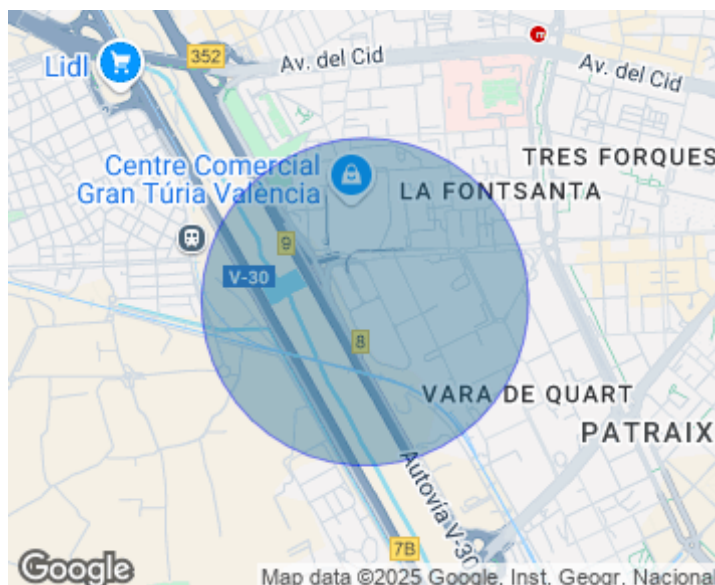 352
Lidl
Av. del Cid
m
Av. del Cid
TRES FORQUES
Centre Comercial
Gran Túria València
LA FONTSANTA
9
V-30
8
VARA DE QUART
PATRAIX
Autovía V-30
7B
Google
Map data ©2025 Google, Inst. Geogr. Nacional